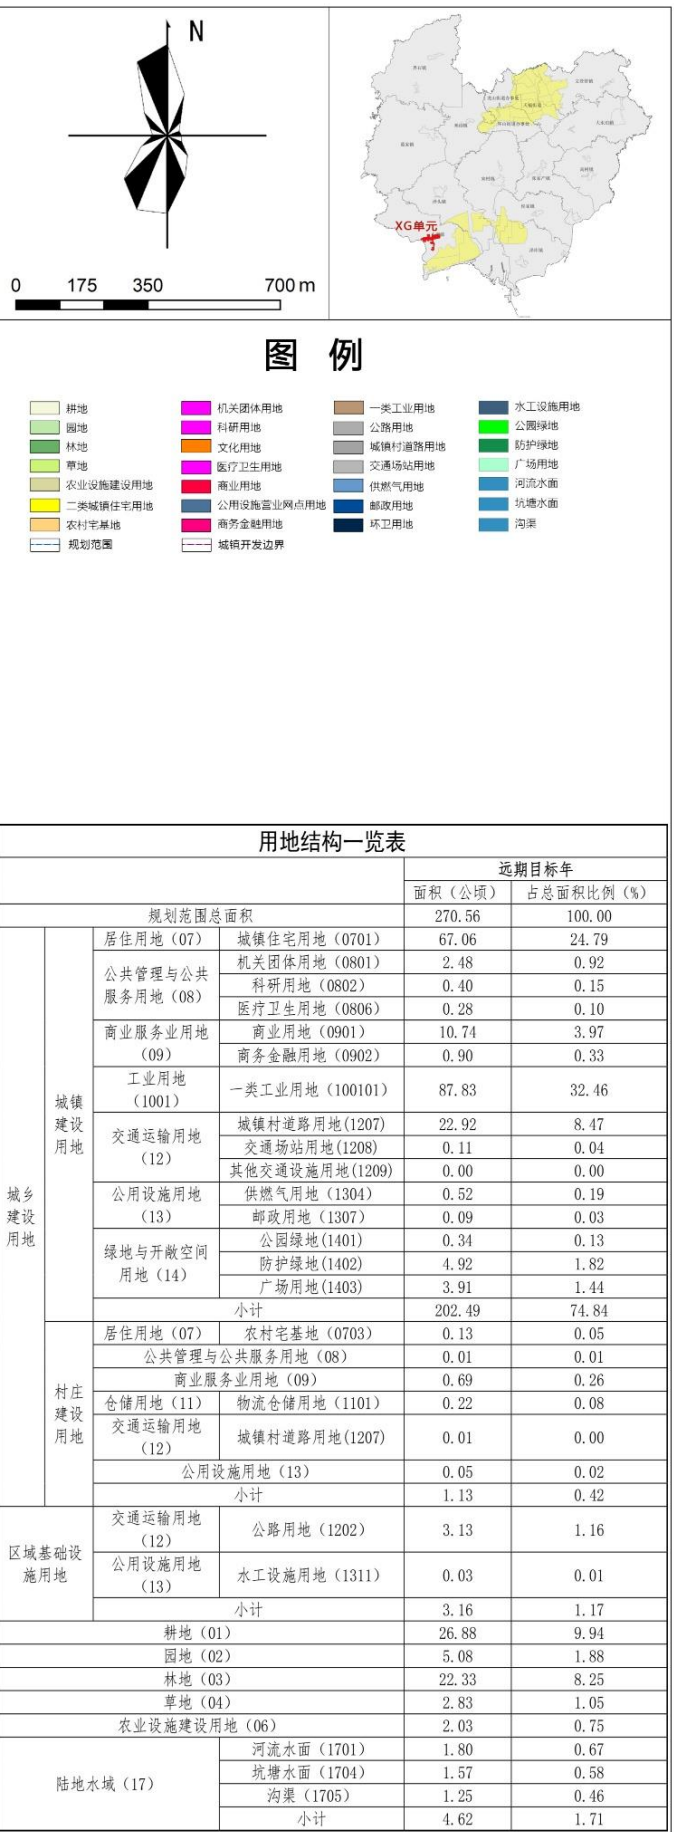 N
0 175 350 700 m
XG单元
图 例
耕地 机关团体用地 一类工业用地 水工设施用地
园地 科研用地 公路用地 公园绿地
林地 文化用地 城镇村道路用地 防护绿地
草地 医疗卫生用地 交通场站用地 广场用地
农业设施建设用地 商业用地 供燃气用地 河流水面
二类城镇住宅用地 公用设施营业网点用地 邮政用地 坑塘水面
农村宅基地 商务金融用地 环卫用地 沟渠
规划范围 城镇开发边界
用地结构一览表
远期目标年
面积（公顷） 占总面积比例（%）
规划范围总面积 270.56 100.00
城乡建设用地
城镇建设用地
居住用地（07） 城镇住宅用地（0701） 67.06 24.79
公共管理与公共服务用地（08） 机关团体用地（0801） 2.48 0.92
科研用地（0802） 0.40 0.15
医疗卫生用地（0806） 0.28 0.10
商业服务业用地（09） 商业用地（0901） 10.74 3.97
商务金融用地（0902） 0.90 0.33
工业用地（1001） 一类工业用地（100101） 87.83 32.46
交通运输用地（12） 城镇村道路用地(1207) 22.92 8.47
交通场站用地(1208) 0.11 0.04
其他交通设施用地(1209) 0.00 0.00
公用设施用地（13） 供燃气用地（1304） 0.52 0.19
邮政用地（1307） 0.09 0.03
绿地与开敞空间用地（14） 公园绿地(1401) 0.34 0.13
防护绿地(1402) 4.92 1.82
广场用地(1403) 3.91 1.44
小计 202.49 74.84
村庄建设用地
居住用地（07） 农村宅基地（0703） 0.13 0.05
公共管理与公共服务用地（08） 0.01 0.01
商业服务业用地（09） 0.69 0.26
仓储用地（11） 物流仓储用地（1101） 0.22 0.08
交通运输用地（12） 城镇村道路用地(1207) 0.01 0.00
公用设施用地（13） 0.05 0.02
小计 1.13 0.42
区域基础设施用地
交通运输用地（12） 公路用地（1202） 3.13 1.16
公用设施用地（13） 水工设施用地（1311） 0.03 0.01
小计 3.16 1.17
耕地（01） 26.88 9.94
园地（02） 5.08 1.88
林地（03） 22.33 8.25
草地（04） 2.83 1.05
农业设施建设用地（06） 2.03 0.75
陆地水域（17） 河流水面（1701） 1.80 0.67
坑塘水面（1704） 1.57 0.58
沟渠（1705） 1.25 0.46
小计 4.62 1.71